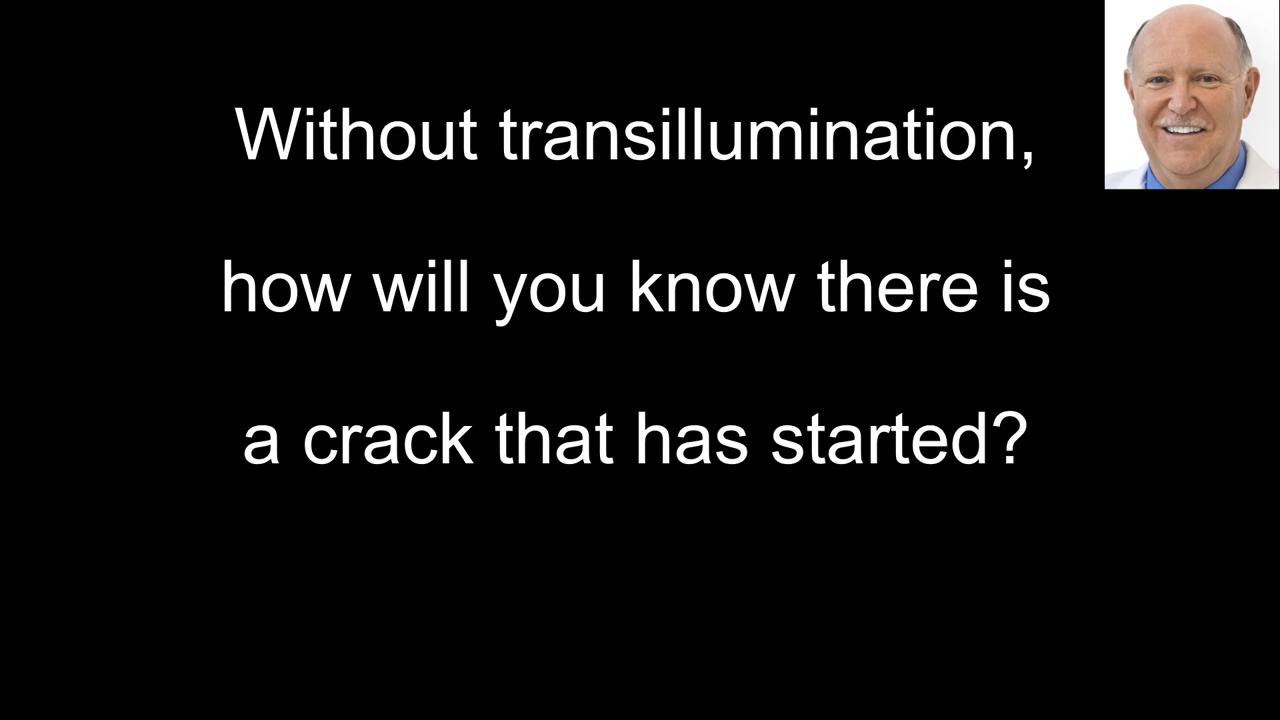 Without transillumination,
how will you know there is
a crack that has started?